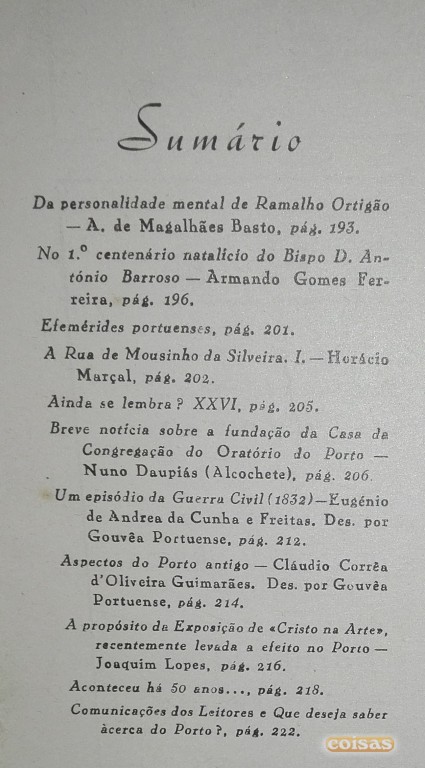 Sumário
Da personalidade mental de Ramalho Ortigão
— A. de Magalhães Basto, pág. 193.
No 1.º centenário natalício do Bispo D. An-
tónio Barroso — Armando Gomes Fer-
reira, pág. 196.
Efemérides portuenses, pág. 201.
A Rua de Mousinho da Silveira. I. — Horácio
Marçal, pág. 202.
Ainda se lembra? XXVI, pág. 205.
Breve notícia sobre a fundação da Casa da
Congregação do Oratório do Porto —
Nuno Daupiás (Alcochete), pág. 206.
Um episódio da Guerra Civil (1832) — Eugénio
de Andrea da Cunha e Freitas. Des. por
Gouvêa Portuense, pág. 212.
Aspectos do Porto antigo — Cláudio Corrêa
d'Oliveira Guimarães. Des. por Gouvêa
Portuense, pág. 214.
A propósito da Exposição de «Cristo na Arte»,
recentemente levada a efeito no Porto —
Joaquim Lopes, pág. 216.
Aconteceu há 50 anos..., pág. 218.
Comunicações dos Leitores e Que deseja saber
àcerca do Porto?, pág. 222.
coisas